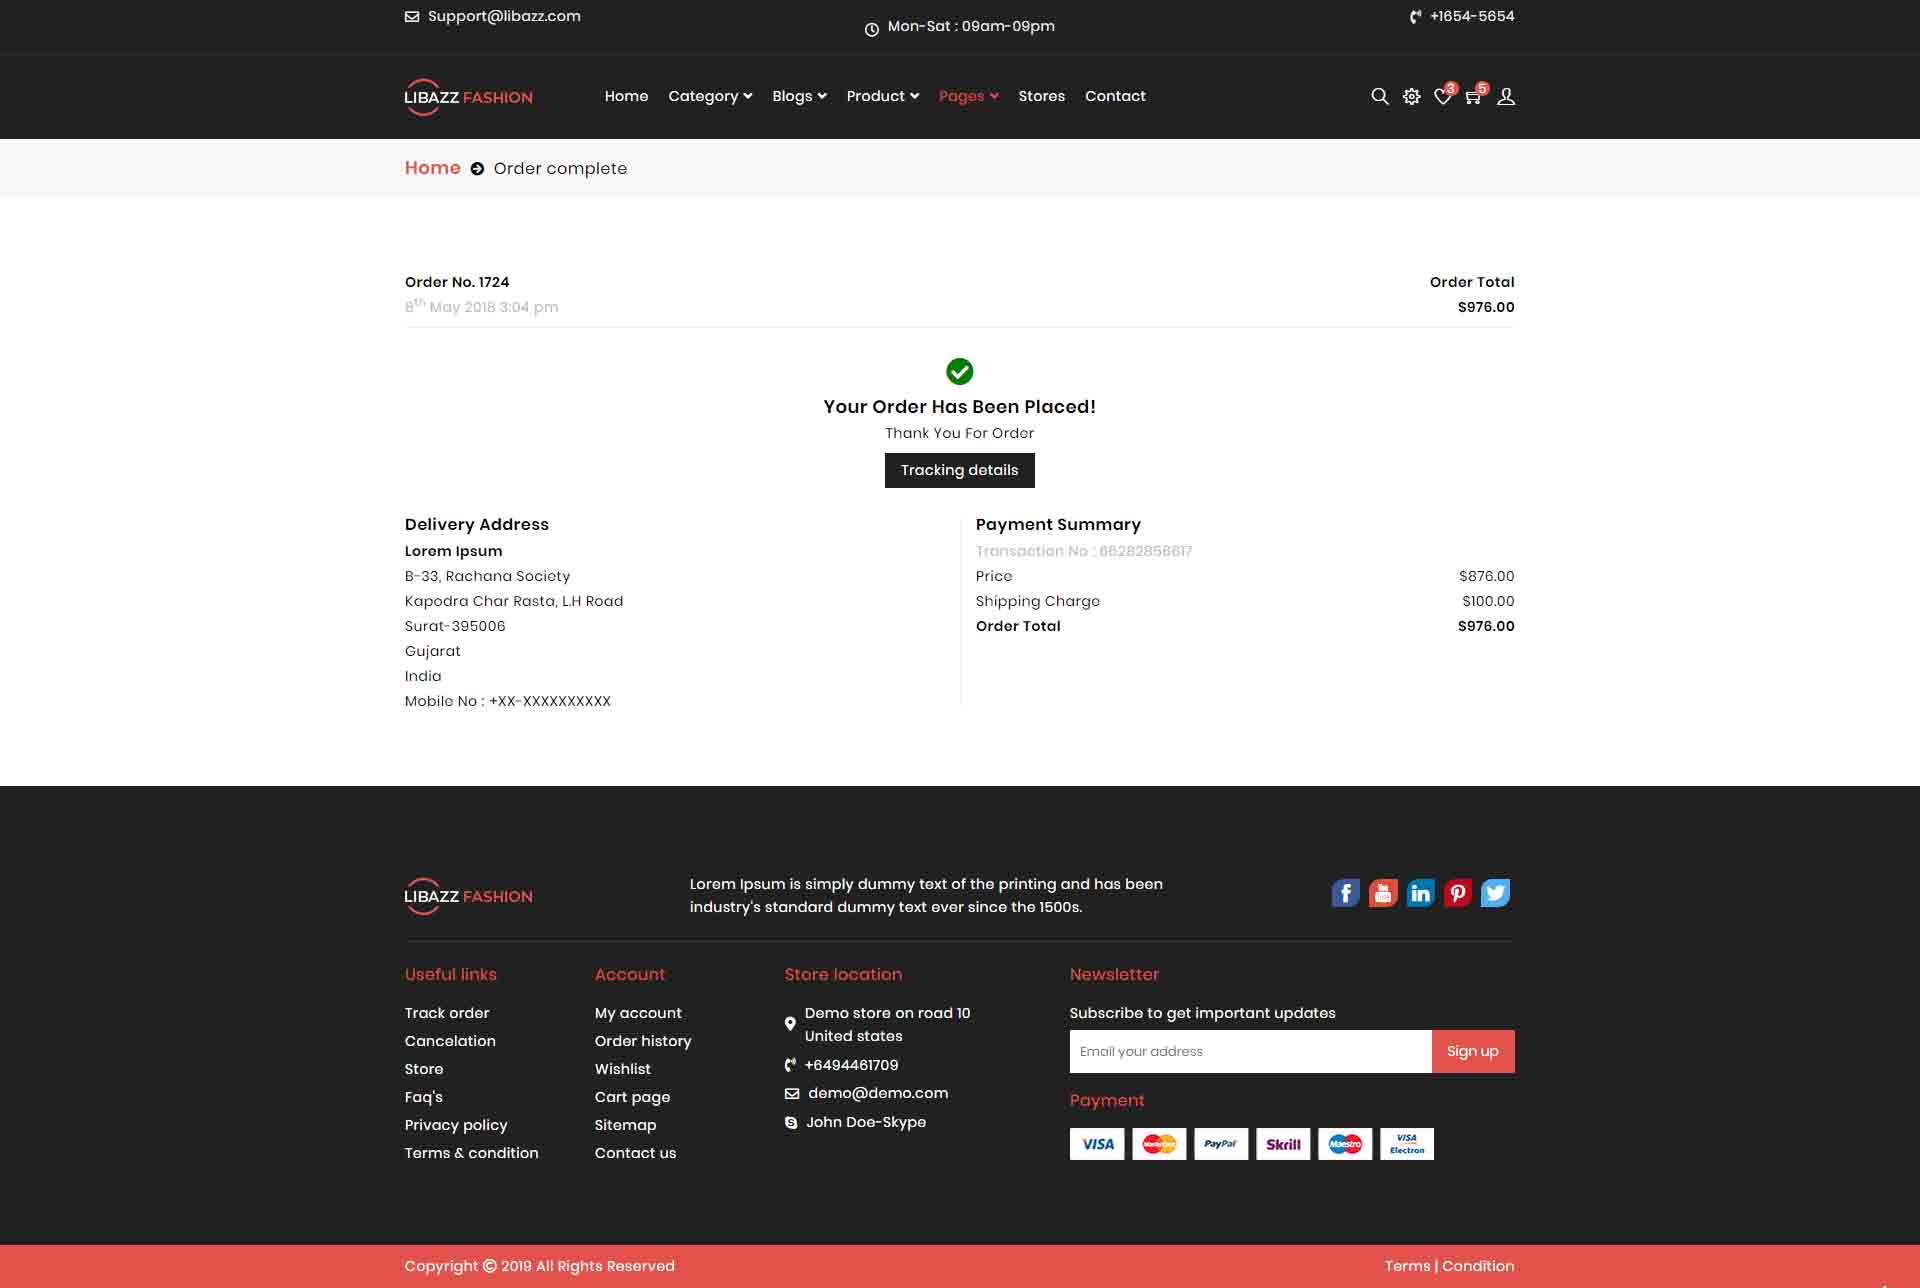 Support@libazz.com
Mon-Sat : 09am-09pm
+1654-5654
LIBAZZ FASHION
Home Category Blogs Product Pages Stores Contact
3 5
Home Order complete
Order No. 1724 Order Total
8th May 2018 3:04 pm $976.00
Your Order Has Been Placed!
Thank You For Order
Tracking details
Delivery Address
Lorem Ipsum
B-33, Rachana Society
Kapodra Char Rasta, L.H Road
Surat-395006
Gujarat
India
Mobile No : +XX-XXXXXXXXXX
Payment Summary
Transaction No : 66282856617
Price $876.00
Shipping Charge $100.00
Order Total $976.00
LIBAZZ FASHION
Lorem Ipsum is simply dummy text of the printing and has been
industry's standard dummy text ever since the 1500s.
Useful links
Track order
Cancelation
Store
Faq's
Privacy policy
Terms & condition
Account
My account
Order history
Wishlist
Cart page
Sitemap
Contact us
Store location
Demo store on road 10
United states
+6494461709
demo@demo.com
John Doe-Skype
Newsletter
Subscribe to get important updates
Email your address Sign up
Payment
VISA MasterCard PayPal Skrill Maestro VISA Electron
Copyright © 2019 All Rights Reserved Terms | Condition